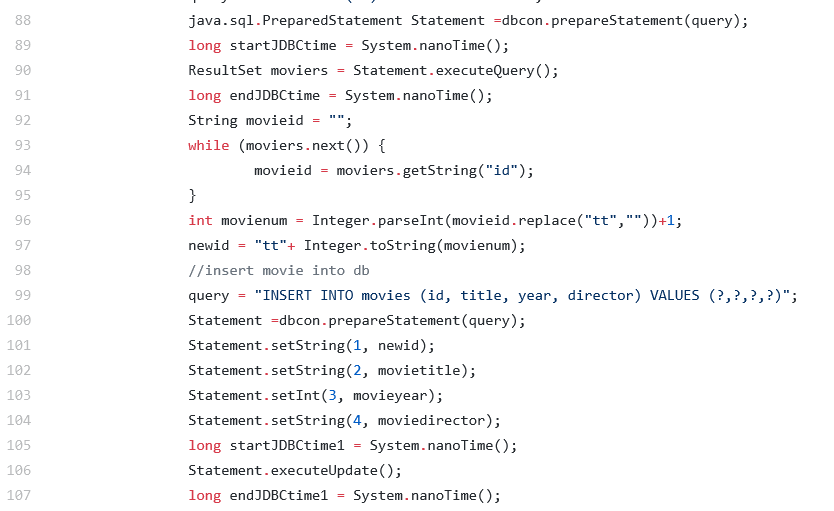 88 java.sql.PreparedStatement Statement =dbcon.prepareStatement(query);
89 long startJDBCtime = System.nanoTime();
90 ResultSet moviers = Statement.executeQuery();
91 long endJDBCtime = System.nanoTime();
92 String movieid = "";
93 while (moviers.next()) {
94 movieid = moviers.getString("id");
95 }
96 int movienum = Integer.parseInt(movieid.replace("tt",""))+1;
97 newid = "tt"+ Integer.toString(movienum);
98 //insert movie into db
99 query = "INSERT INTO movies (id, title, year, director) VALUES (?,?,?,?)";
100 Statement =dbcon.prepareStatement(query);
101 Statement.setString(1, newid);
102 Statement.setString(2, movietitle);
103 Statement.setInt(3, movieyear);
104 Statement.setString(4, moviedirector);
105 long startJDBCtime1 = System.nanoTime();
106 Statement.executeUpdate();
107 long endJDBCtime1 = System.nanoTime();